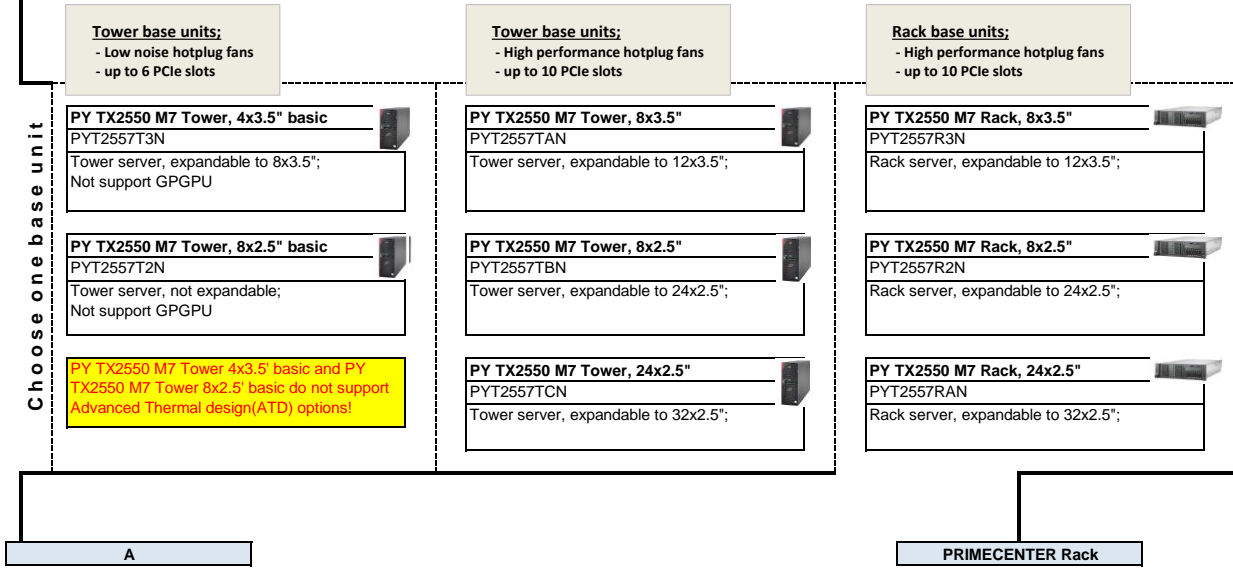 Tower base units;
- Low noise hotplug fans
- up to 6 PCIe slots
Tower base units;
- High performance hotplug fans
- up to 10 PCIe slots
Rack base units;
- High performance hotplug fans
- up to 10 PCIe slots
Choose one base unit
PY TX2550 M7 Tower, 4x3.5" basic
PYT2557T3N
Tower server, expandable to 8x3.5";
Not support GPGPU
PY TX2550 M7 Tower, 8x3.5"
PYT2557TAN
Tower server, expandable to 12x3.5";
PY TX2550 M7 Rack, 8x3.5"
PYT2557R3N
Rack server, expandable to 12x3.5";
PY TX2550 M7 Tower, 8x2.5" basic
PYT2557T2N
Tower server, not expandable;
Not support GPGPU
PY TX2550 M7 Tower, 8x2.5"
PYT2557TBN
Tower server, expandable to 24x2.5";
PY TX2550 M7 Rack, 8x2.5"
PYT2557R2N
Rack server, expandable to 24x2.5";
PY TX2550 M7 Tower 4x3.5' basic and PY
TX2550 M7 Tower 8x2.5' basic do not support
Advanced Thermal design(ATD) options!
PY TX2550 M7 Tower, 24x2.5"
PYT2557TCN
Tower server, expandable to 32x2.5";
PY TX2550 M7 Rack, 24x2.5"
PYT2557RAN
Rack server, expandable to 32x2.5";
A
PRIMECENTER Rack